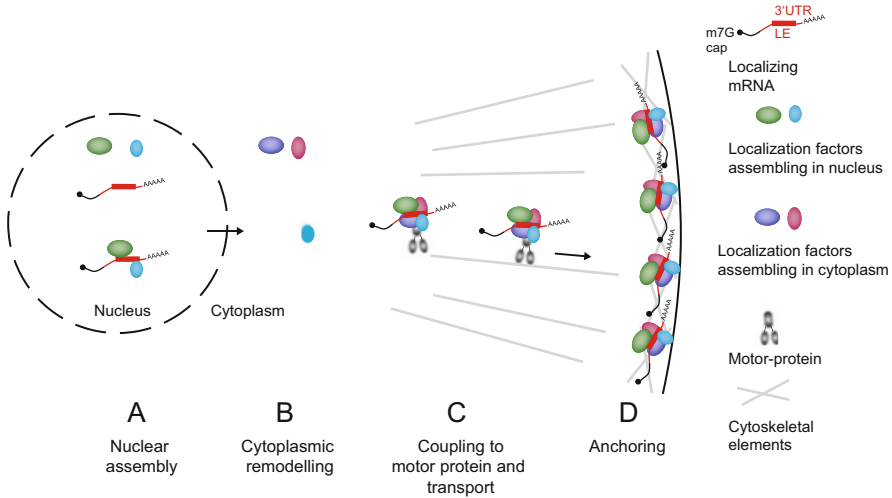 3'UTR
AAAAA
m7G
LE
cap
Localizing
mRNA
Localization factors
assembling in nucleus
Localization factors
assembling in cytoplasm
Motor-protein
Cytoskeletal
elements
AAAAA
AAAAA
Nucleus
Cytoplasm
AAAAA
AAAAA
AAAAA
AAAAA
AAAAA
AAAAA
A
B
C
D
Nuclear
assembly
Cytoplasmic
remodelling
Coupling to
motor protein and
transport
Anchoring